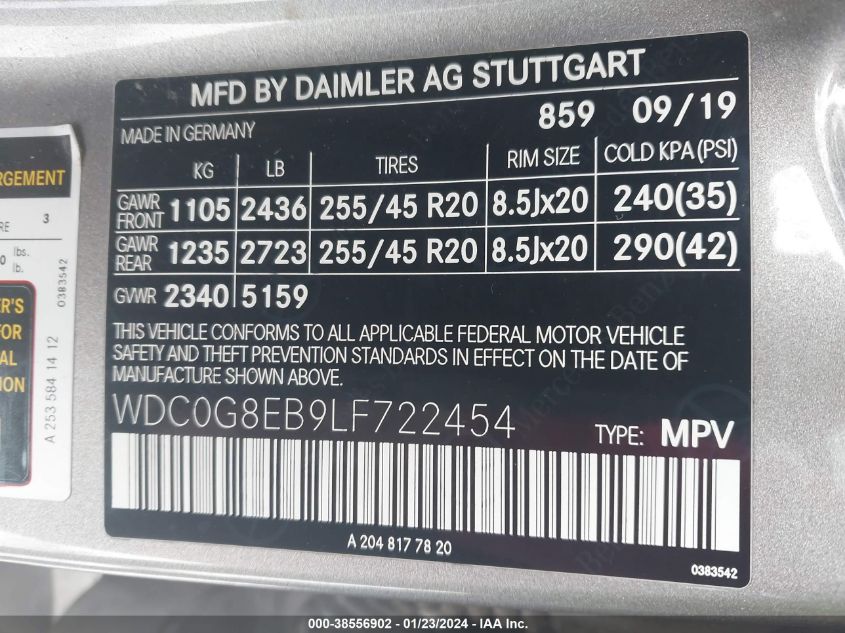 MFD BY DAIMLER AG STUTTGART
859 09/19
MADE IN GERMANY
KG LB TIRES RIM SIZE COLD KPA(PSI)
GAWR FRONT 1105 2436 255/45 R20 8.5Jx20 240(35)
GAWR REAR 1235 2723 255/45 R20 8.5Jx20 290(42)
GVWR 2340 5159
THIS VEHICLE CONFORMS TO ALL APPLICABLE FEDERAL MOTOR VEHICLE
SAFETY AND THEFT PREVENTION STANDARDS IN EFFECT ON THE DATE OF
MANUFACTURE SHOWN ABOVE.
WDC0G8EB9LF722454
TYPE: MPV
A 204 817 78 20
0383542
3
lbs.
lb.
0383542
FOR
A 253 584 14 12
000-38556902 - 01/23/2024 - IAA Inc.